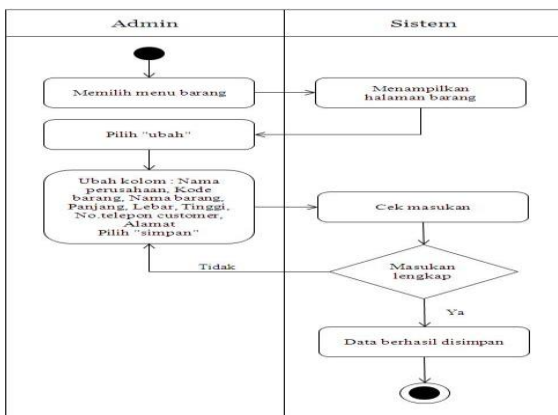 Admin
Sistem
Memilih menu barang
Menampilkan
halaman barang
Pilih "ubah"
Ubah kolom : Nama
perusahaan, Kode
barang, Nama barang,
Panjang, Lebar, Tinggi,
No.telepon customer,
Alamat
Pilih "simpan"
Cek masukan
Tidak
Masukan
lengkap
Ya
Data berhasil disimpan